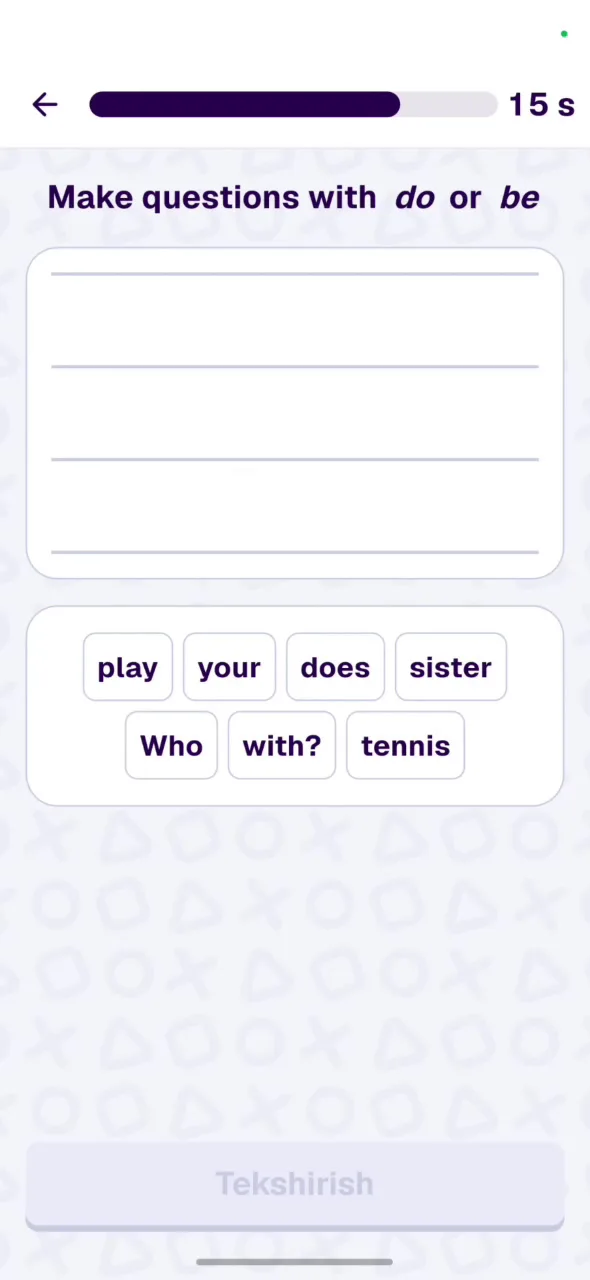 15 s
Make questions with do or be
play your does sister
Who with? tennis
Tekshirish